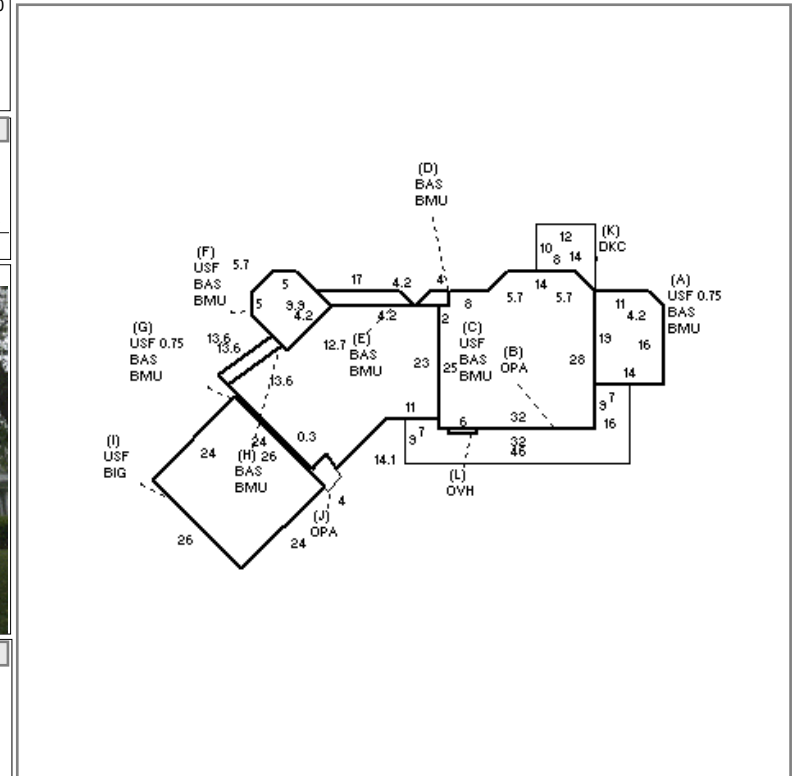 (D)
BAS
BMU
(F)
USF
BAS
BMU
5.7
5
5
9.9
4.2
17
4.2
4
12
10
8
14
(K)
DKC
(A)
USF 0.75
BAS
BMU
14
5.7
5.7
8
11
4.2
19
16
14
(G)
USF 0.75
BAS
BMU
13.6
13.6
13.6
12.7
4.2
(E)
BAS
BMU
2
23
25
(C)
USF
BAS
BMU
(B)
OPA
28
32
6
9
7
16
11
9
7
32
46
14.1
(L)
OVH
(I)
USF
BIG
24
24
26
0.3
(H)
BAS
BMU
26
24
4
(J)
OPA